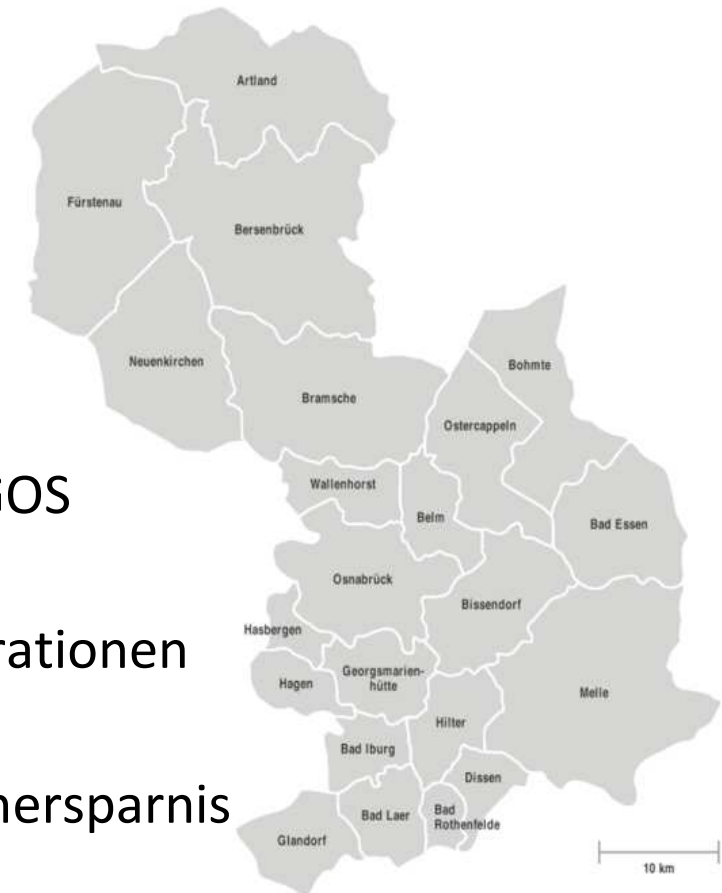 Artland
Fürstenau
Bersenbrück
Neuenkirchen
Bohmte
Bramsche
Ostercappeln
Wallenhorst
Belm
Bad Essen
Osnabrück
Bissendorf
Hasbergen
Georgsmarien-
hütte
Hagen
Melle
Hilter
Bad Iburg
Dissen
Bad Laer
Bad
Rothenfelde
Glandorf
10 km
GOS
rationen
nersparnis